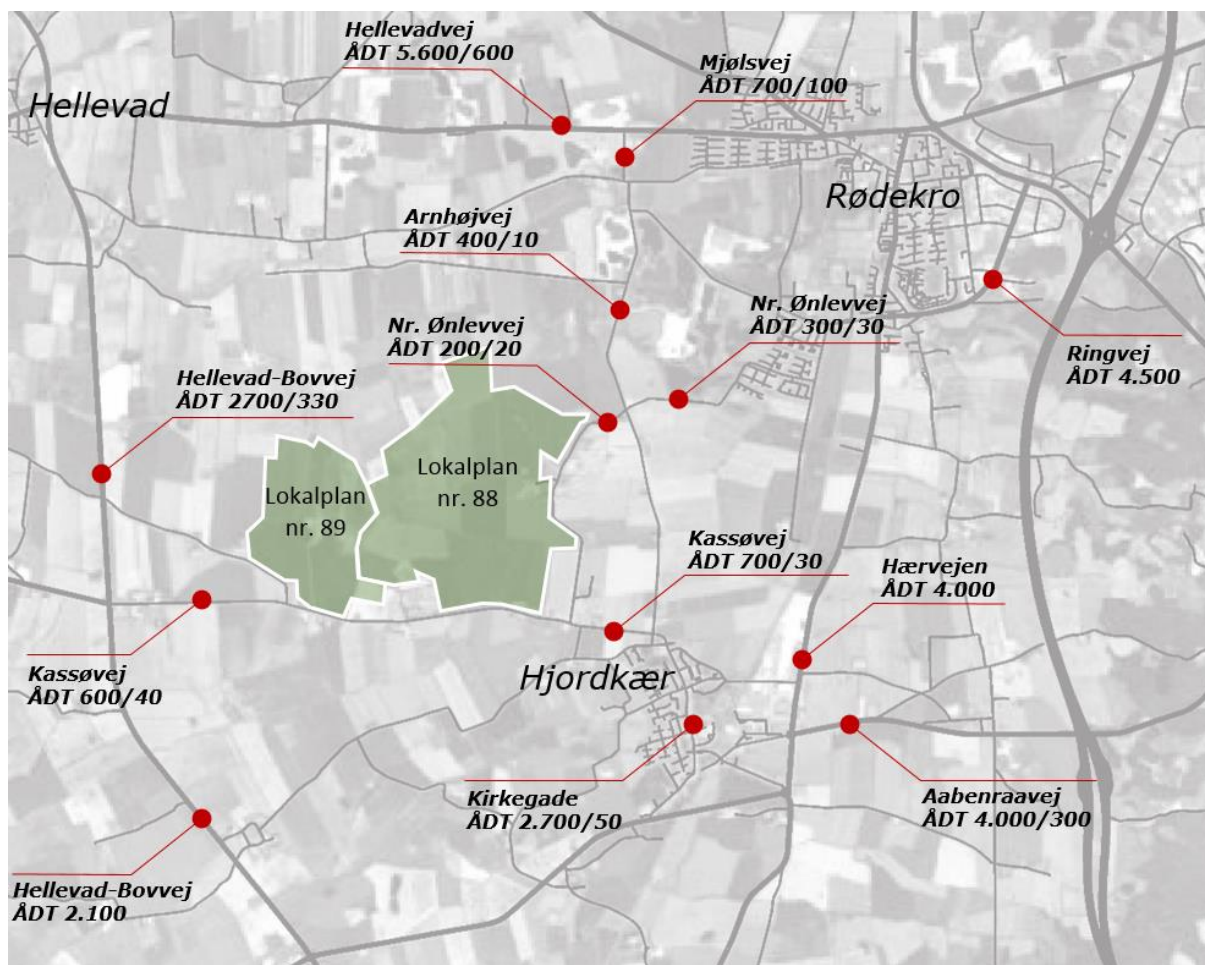 Hellevadvej
ÅDT 5.600/600
Mjølsvej
ÅDT 700/100
Hellevad
Rødekro
Arnhøjvej
ÅDT 400/10
Nr. Ønlevvej
ÅDT 300/30
Nr. Ønlevvej
ÅDT 200/20
Ringvej
ÅDT 4.500
Hellevad-Bovvej
ÅDT 2700/330
Lokalplan
nr. 88
Lokalplan
nr. 89
Kassøvej
ÅDT 700/30
Hærvejen
ÅDT 4.000
Kassøvej
ÅDT 600/40
Hjordkær
Kirkegade
ÅDT 2.700/50
Aabenraavej
ÅDT 4.000/300
Hellevad-Bovvej
ÅDT 2.100